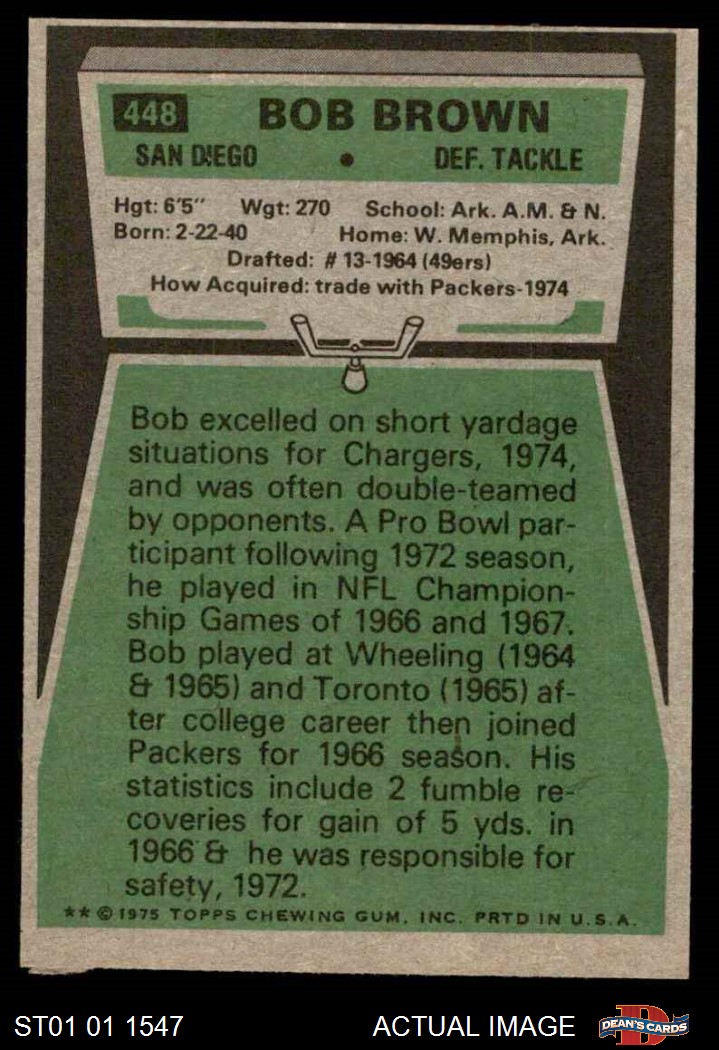 448 BOB BROWN
SAN DIEGO • DEF. TACKLE
Hgt: 6'5" Wgt: 270 School: Ark. A.M. & N.
Born: 2-22-40 Home: W. Memphis, Ark.
Drafted: # 13-1964 (49ers)
How Acquired: trade with Packers-1974
Bob excelled on short yardage
situations for Chargers, 1974,
and was often double-teamed
by opponents. A Pro Bowl par-
ticipant following 1972 season,
he played in NFL Champion-
ship Games of 1966 and 1967.
Bob played at Wheeling (1964
& 1965) and Toronto (1965) af-
ter college career then joined
Packers for 1966 season. His
statistics include 2 fumble re-
coveries for gain of 5 yds. in
1966 & he was responsible for
safety, 1972.
** © 1975 TOPPS CHEWING GUM, INC. PRTD IN U.S.A.
ST01 01 1547 ACTUAL IMAGE DEAN'S CARDS